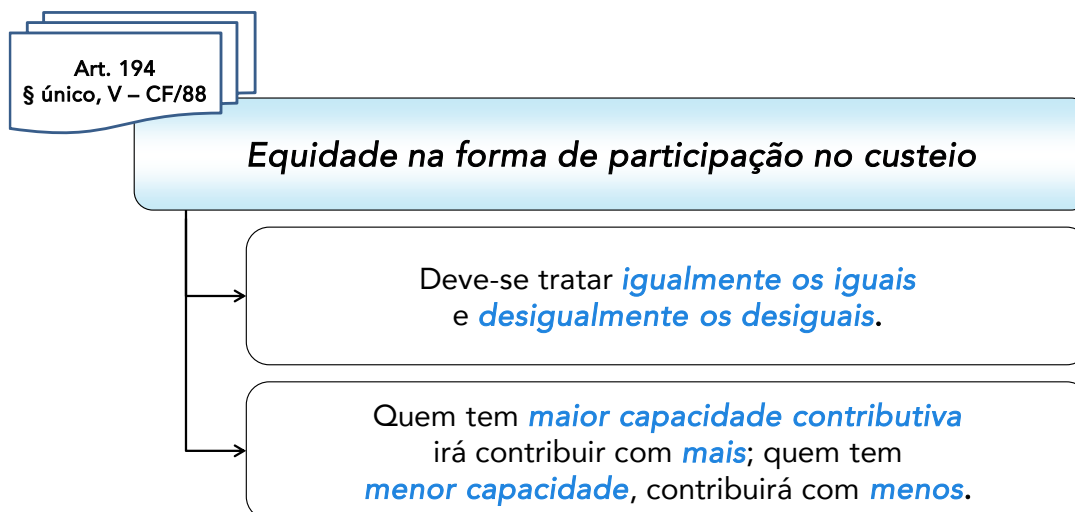 Art. 194
§ único, V – CF/88
Equidade na forma de participação no custeio
Deve-se tratar igualmente os iguais
e desigualmente os desiguais.
Quem tem maior capacidade contributiva
irá contribuir com mais; quem tem
menor capacidade, contribuirá com menos.